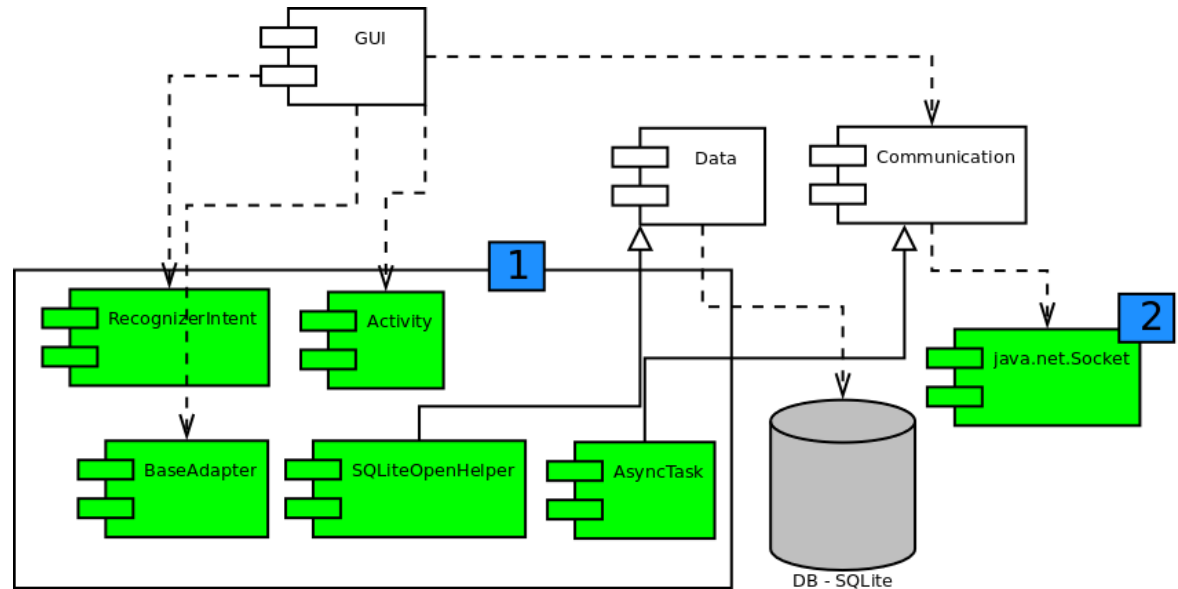 GUI
Data
Communication
1
RecognizerIntent
Activity
2
java.net.Socket
BaseAdapter
SQLiteOpenHelper
AsyncTask
DB - SQLite